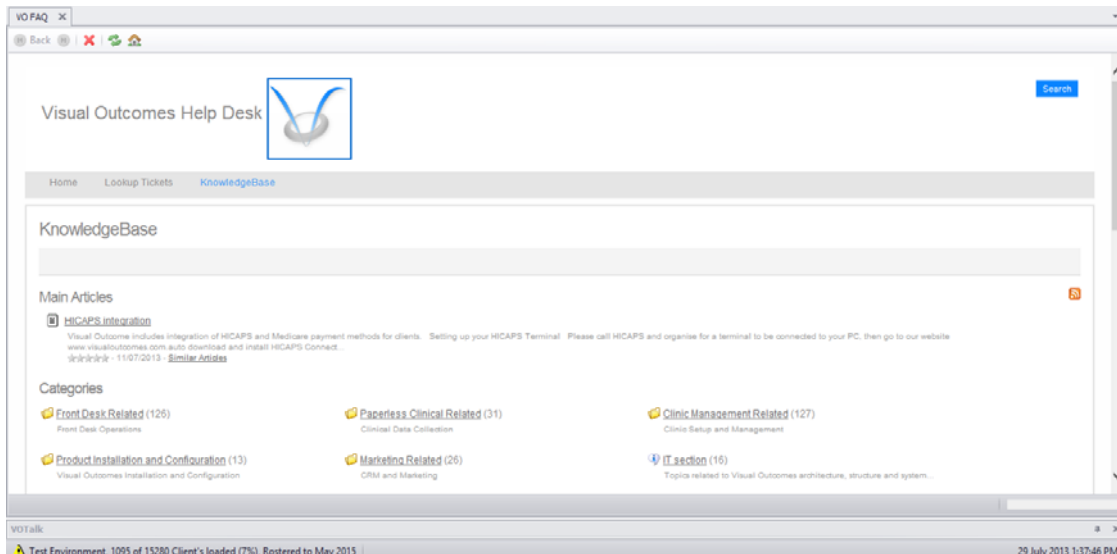 VO FAQ
Back
Visual Outcomes Help Desk
Search
Home Lookup Tickets KnowledgeBase
KnowledgeBase
Main Articles
HICAPS integration
Visual Outcome includes integration of HICAPS and Medicare payment methods for clients. Setting up your HICAPS Terminal Please call HICAPS and organise for a terminal to be connected to your PC, then go to our website
www.visualoutcomes.com.auto download and install HICAPS Connect...
- 11/07/2013 - Similar Articles
Categories
Front Desk Related (126) Paperless Clinical Related (31) Clinic Management Related (127)
Front Desk Operations Clinical Data Collection Clinic Setup and Management
Product Installation and Configuration (13) Marketing Related (26) IT section (16)
Visual Outcomes Installation and Configuration CRM and Marketing Topics related to Visual Outcomes architecture, structure and system...
VOTalk
Test Environment. 1095 of 15280 Client's loaded (7%). Rostered to May 2015 29 July 2013 1:37:46 PM